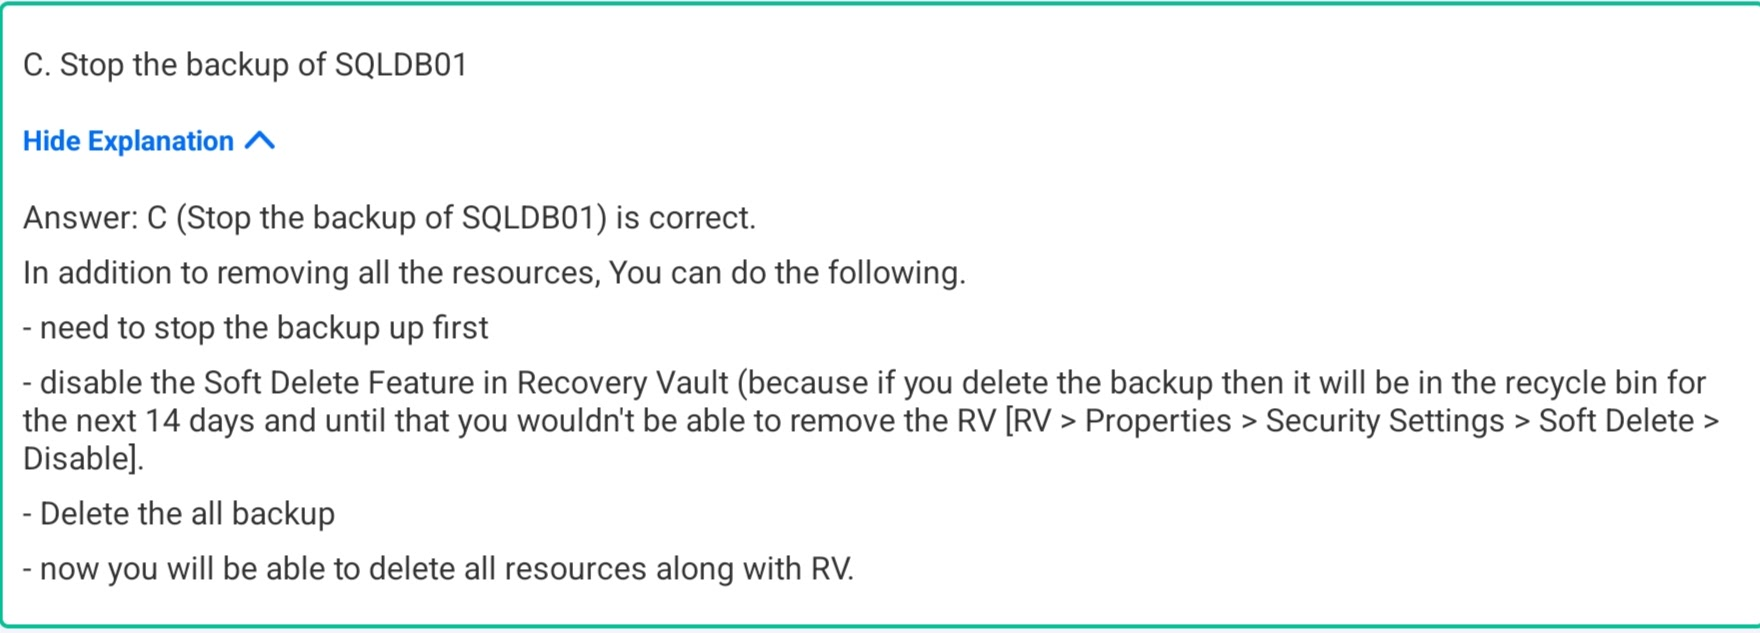 C. Stop the backup of SQLDB01
Hide Explanation
Answer: C (Stop the backup of SQLDB01) is correct.
In addition to removing all the resources, You can do the following.
- need to stop the backup up first
- disable the Soft Delete Feature in Recovery Vault (because if you delete the backup then it will be in the recycle bin for
the next 14 days and until that you wouldn't be able to remove the RV [RV > Properties > Security Settings > Soft Delete >
Disable].
- Delete the all backup
- now you will be able to delete all resources along with RV.